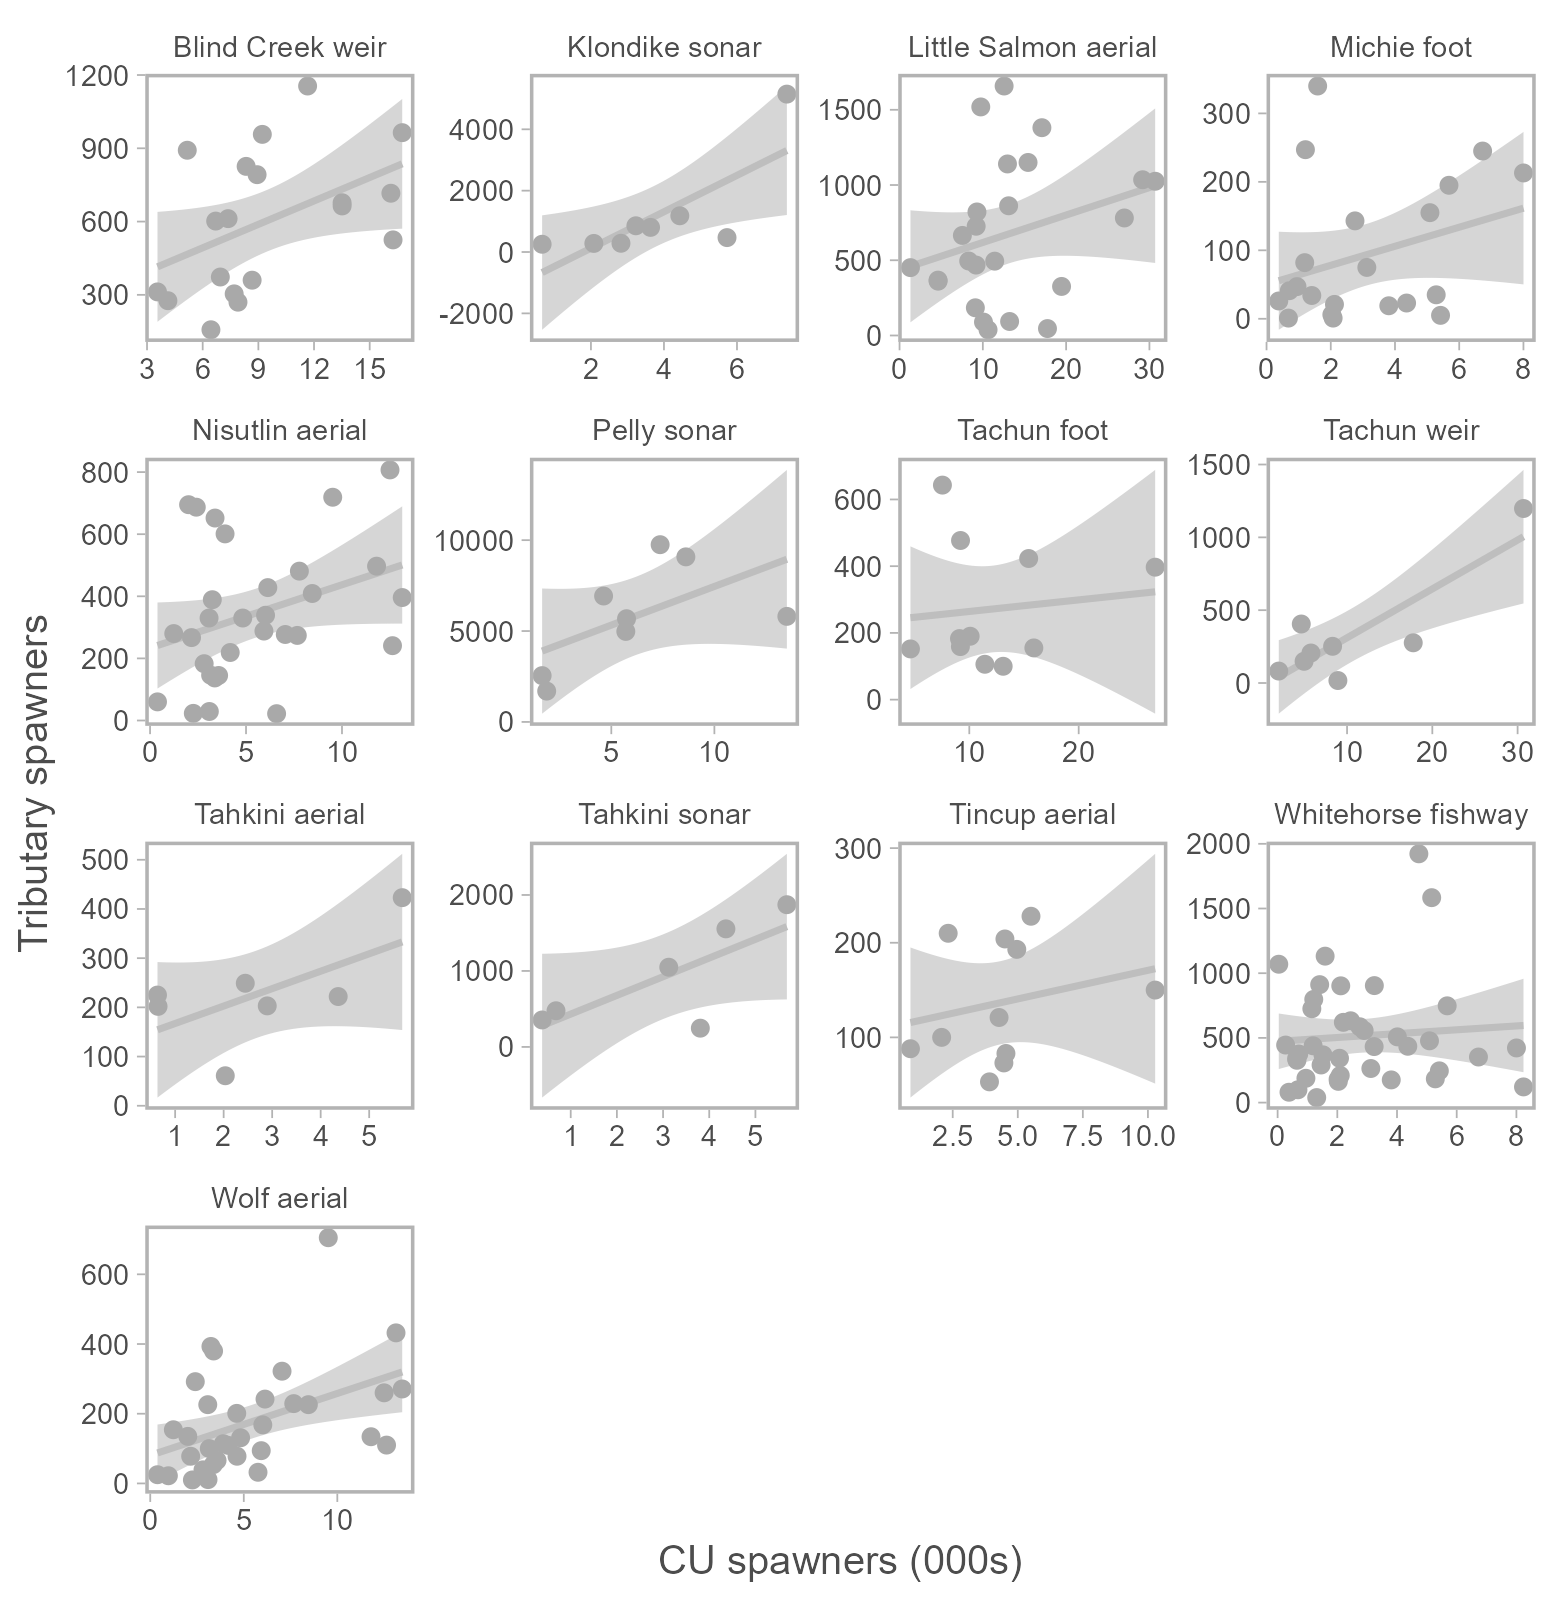 Blind Creek weir
Klondike sonar
Little Salmon aerial
Michie foot
1200
900
600
300
3 6 9 12 15
4000
2000
0
-2000
2 4 6
1500
1000
500
0
0 10 20 30
300
200
100
0
0 2 4 6 8
Nisutlin aerial
Pelly sonar
Tachun foot
Tachun weir
800
600
400
200
0
0 5 10
10000
5000
0
5 10
600
400
200
0
10 20
1500
1000
500
0
10 20 30
Tributary spawners
Tahkini aerial
Tahkini sonar
Tincup aerial
Whitehorse fishway
500
400
300
200
100
0
1 2 3 4 5
2000
1000
0
1 2 3 4 5
300
200
100
2.5 5.0 7.5 10.0
2000
1500
1000
500
0
0 2 4 6 8
Wolf aerial
600
400
200
0
0 5 10
CU spawners (000s)